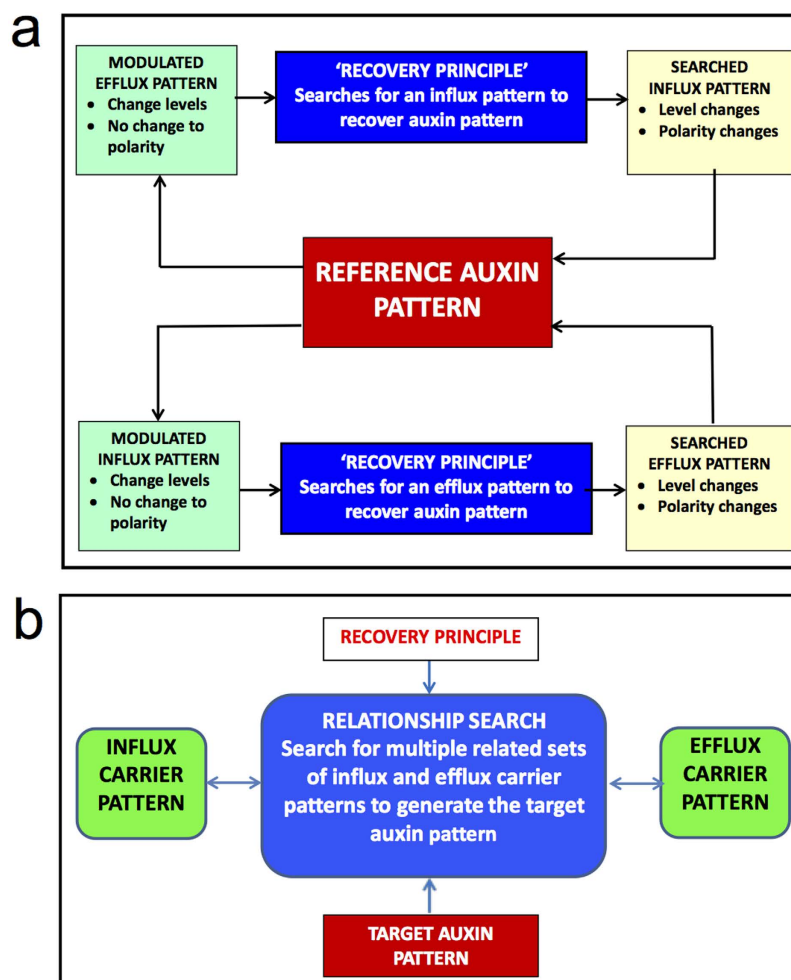 a
MODULATED
EFFLUX PATTERN
• Change levels
• No change to
polarity
‘RECOVERY PRINCIPLE’
Searches for an influx pattern to
recover auxin pattern
SEARCHED
INFLUX PATTERN
• Level changes
• Polarity changes
REFERENCE AUXIN
PATTERN
MODULATED
INFLUX PATTERN
• Change levels
• No change to
polarity
‘RECOVERY PRINCIPLE’
Searches for an efflux pattern to
recover auxin pattern
SEARCHED
EFFLUX PATTERN
• Level changes
• Polarity changes
b
RECOVERY PRINCIPLE
INFLUX
CARRIER
PATTERN
RELATIONSHIP SEARCH
Search for multiple related sets
of influx and efflux carrier
patterns to generate the target
auxin pattern
EFFLUX
CARRIER
PATTERN
TARGET AUXIN
PATTERN